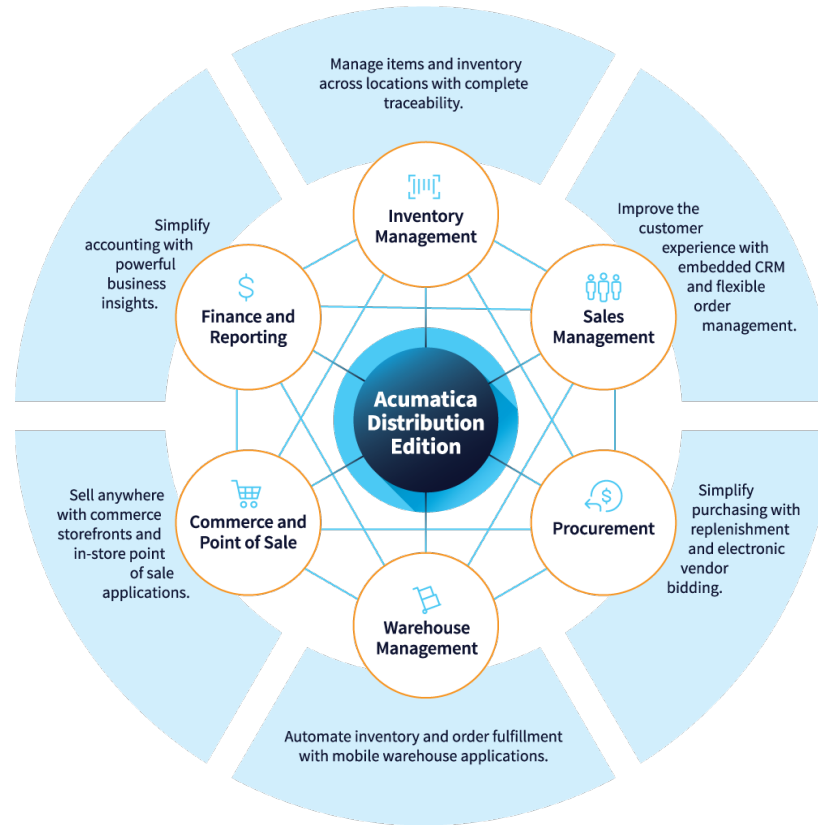 Manage items and inventory
across locations with complete
traceability.
Inventory
Management
Improve the
customer
experience with
embedded CRM
and flexible
order
management.
Sales
Management
Simplify
purchasing with
replenishment
and electronic
vendor
bidding.
Procurement
Automate inventory and order fulfillment
with mobile warehouse applications.
Warehouse
Management
Sell anywhere
with commerce
storefronts and
in-store point
of sale
applications.
Commerce and
Point of Sale
Simplify
accounting with
powerful
business
insights.
Finance and
Reporting
Acumatica
Distribution
Edition